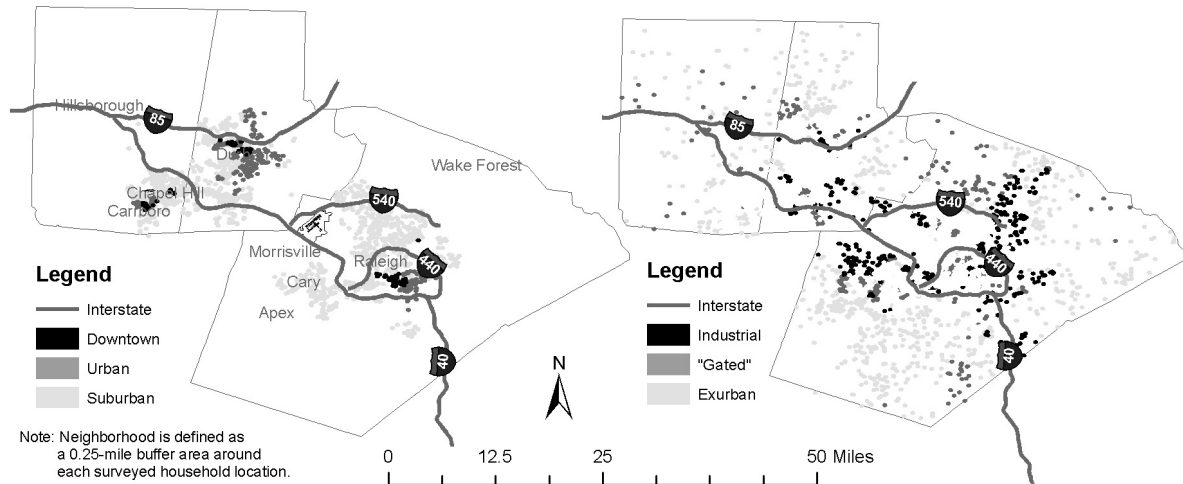 Hillsborough
85
Du
Wake Forest
Chapel Hill
Carrboro
540
Morrisville
Raleigh
440
Cary
Apex
40
Legend
Interstate
Downtown
Urban
Suburban
Note: Neighborhood is defined as
a 0.25-mile buffer area around
each surveyed household location.
N
0 12.5 25 50 Miles
85
540
440
40
Legend
Interstate
Industrial
"Gated"
Exurban